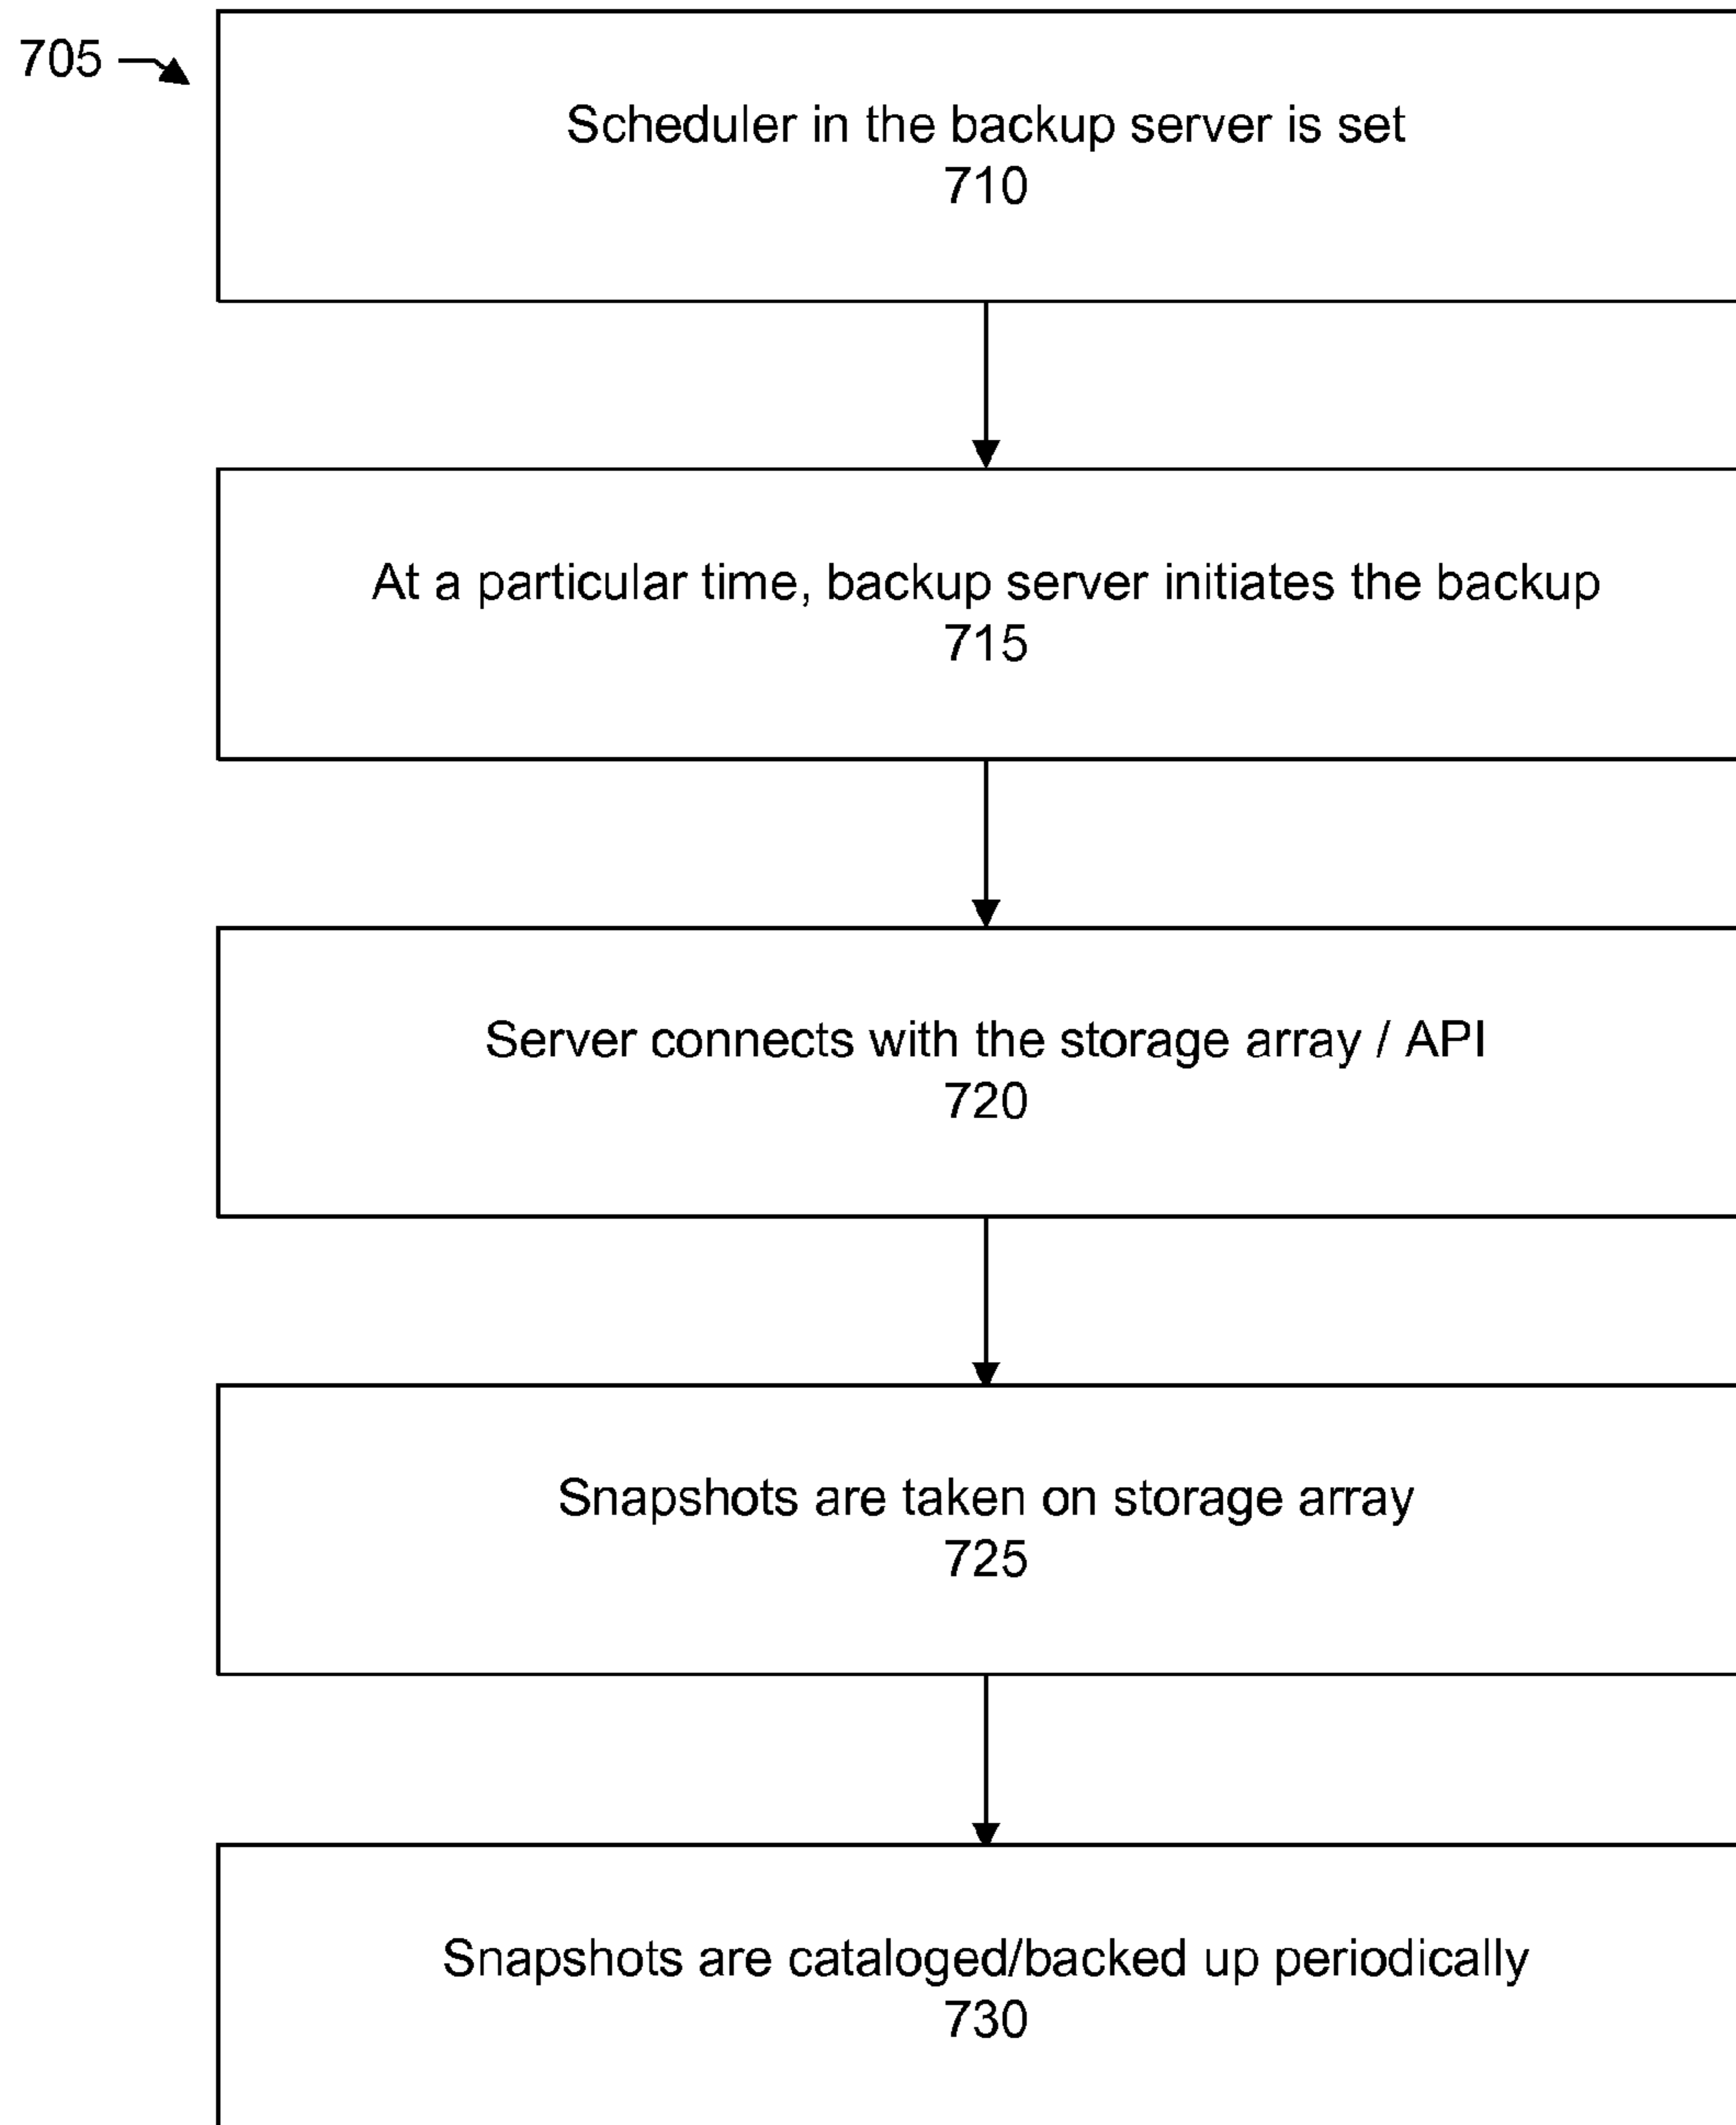 705
Scheduler in the backup server is set
710
At a particular time, backup server initiates the backup
715
Server connects with the storage array / API
720
Snapshots are taken on storage array
725
Snapshots are cataloged/backed up periodically
730